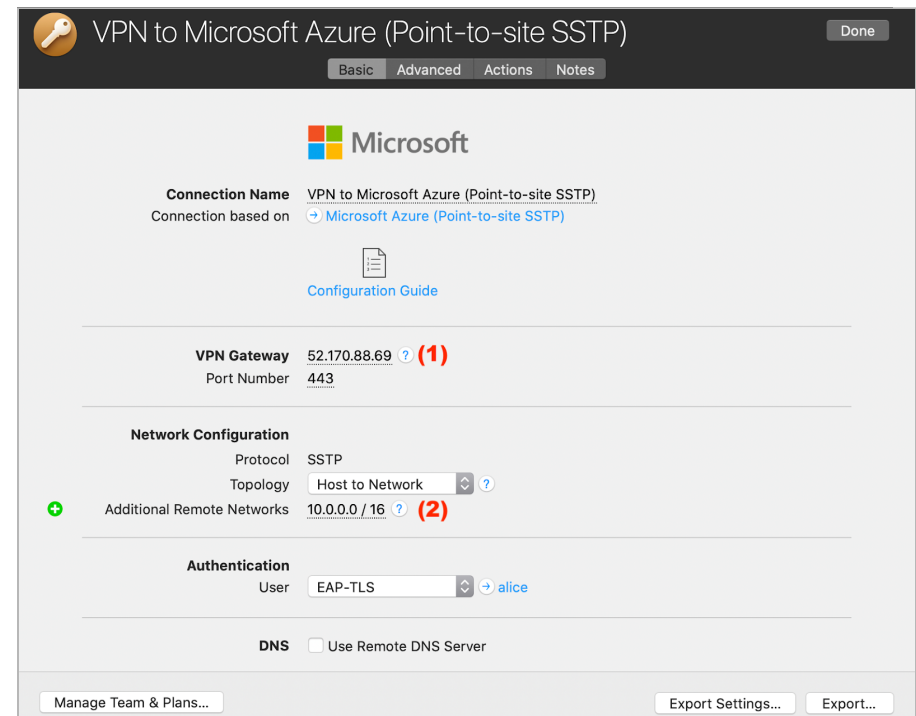 VPN to Microsoft Azure (Point-to-site SSTP)
Done
Basic Advanced Actions Notes
Microsoft
Connection Name VPN to Microsoft Azure (Point-to-site SSTP)
Connection based on Microsoft Azure (Point-to-site SSTP)
Configuration Guide
VPN Gateway 52.170.88.69 ? (1)
Port Number 443
Network Configuration
Protocol SSTP
Topology Host to Network ?
Additional Remote Networks 10.0.0.0 / 16 ? (2)
Authentication
User EAP-TLS alice
DNS Use Remote DNS Server
Manage Team & Plans... Export Settings... Export...